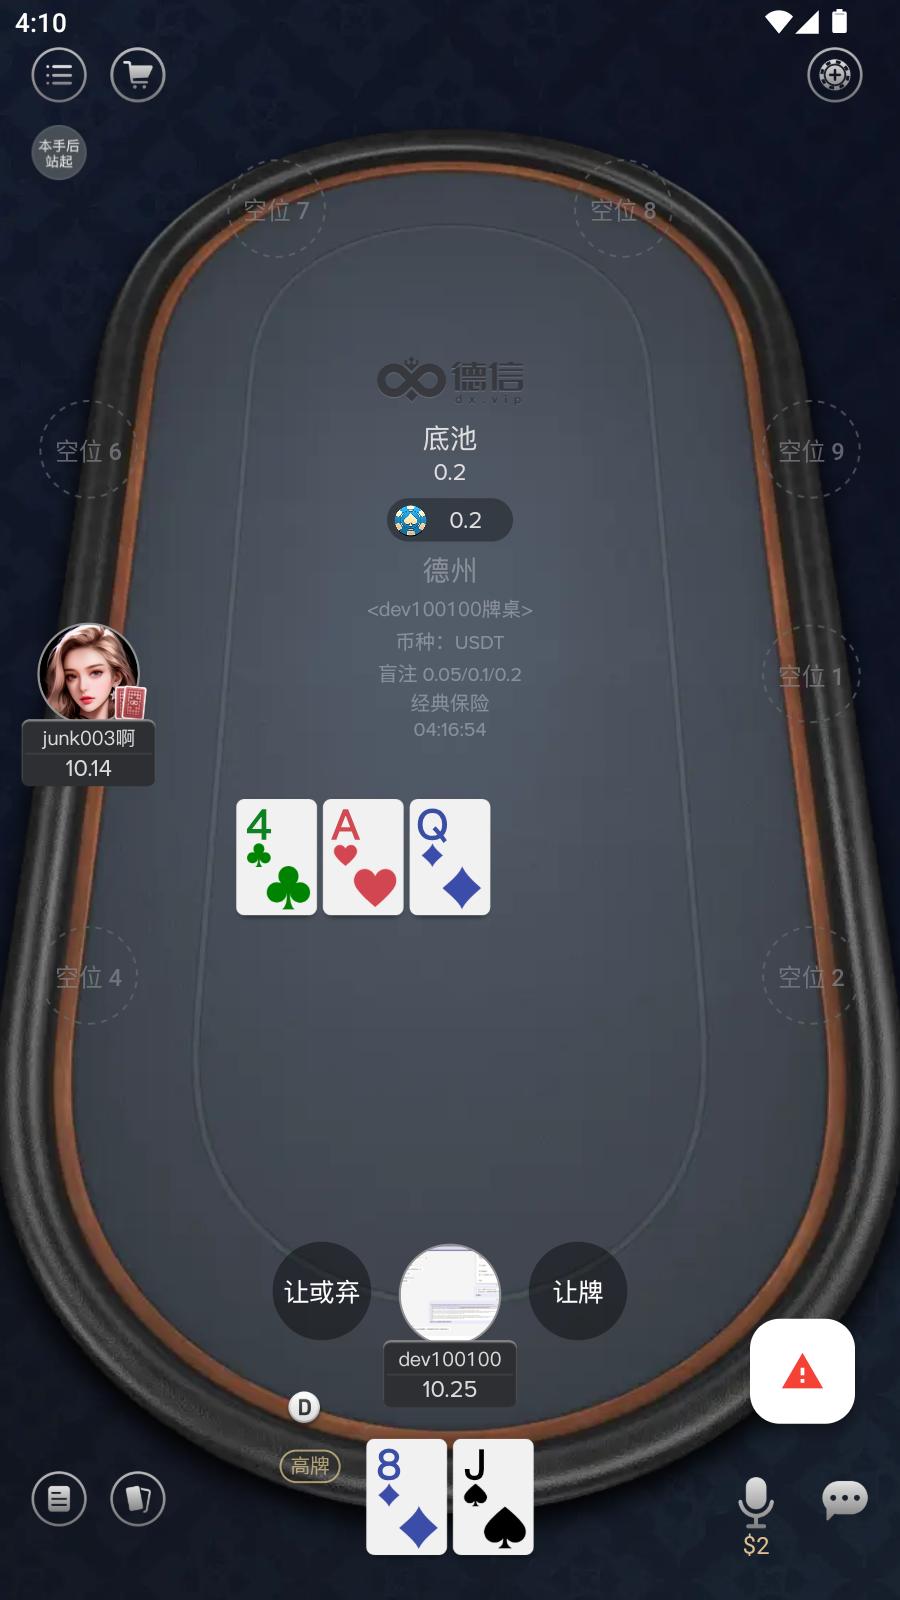 4:10
本手后
站起
空位 7
空位 8
德信
dx.vip
底池
0.2
0.2
空位 6
空位 9
德州
<dev100100牌桌>
币种：USDT
盲注 0.05/0.1/0.2
经典保险
04:16:54
空位 1
junk003啊
10.14
4
A
Q
空位 4
空位 2
让或弃
让牌
dev100100
10.25
D
高牌
8
J
$2